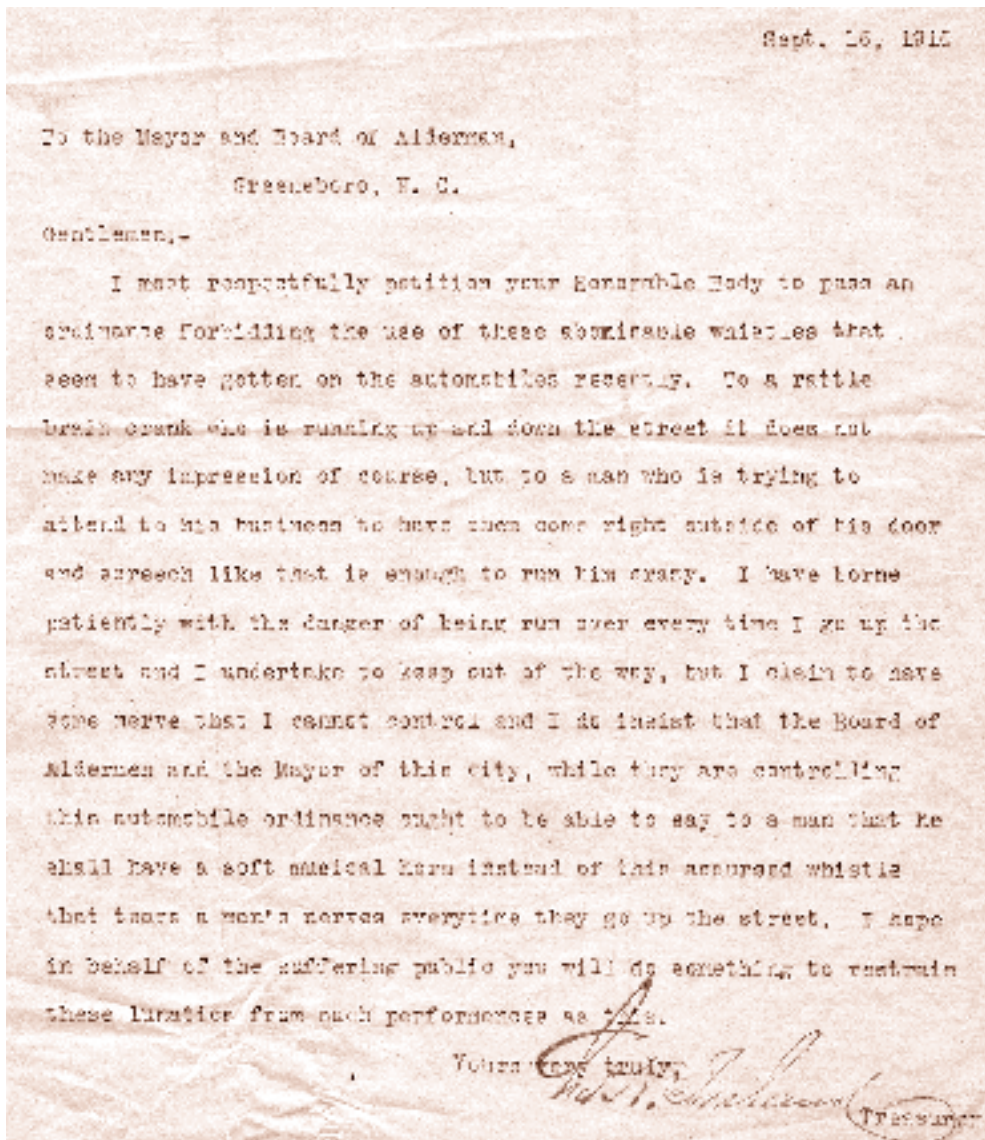 Sept. 16, 191
To the Mayor and Board of Aldermen,
Greensboro, N. C.
Gentlemen,-
I most respectfully petition your Honorable Body to pass an
ordinance forbidding the use of these abominable whistles that
seem to have gotten on the automobiles recently. To a rattle
brain crank who is running up and down the street it does not
make any impression of course, but to a man who is trying to
attend to his business to have them come right outside of his door
and screech like that is enough to run him crazy. I have borne
patiently with the danger of being run over every time I go up the
street and I undertake to keep out of the way, but I claim to have
some nerve that I cannot control and I do insist that the Board of
Aldermen and the Mayor of this City, while they are controlling
this automobile ordinance ought to be able to say to a man that he
shall have a soft musical horn instead of this accursed whistle
that tears a man's nerves everytime they go up the street. I hope
in behalf of the suffering public you will do something to restrain
these lunatics from such performances as this.
Yours very truly,
Treasurer